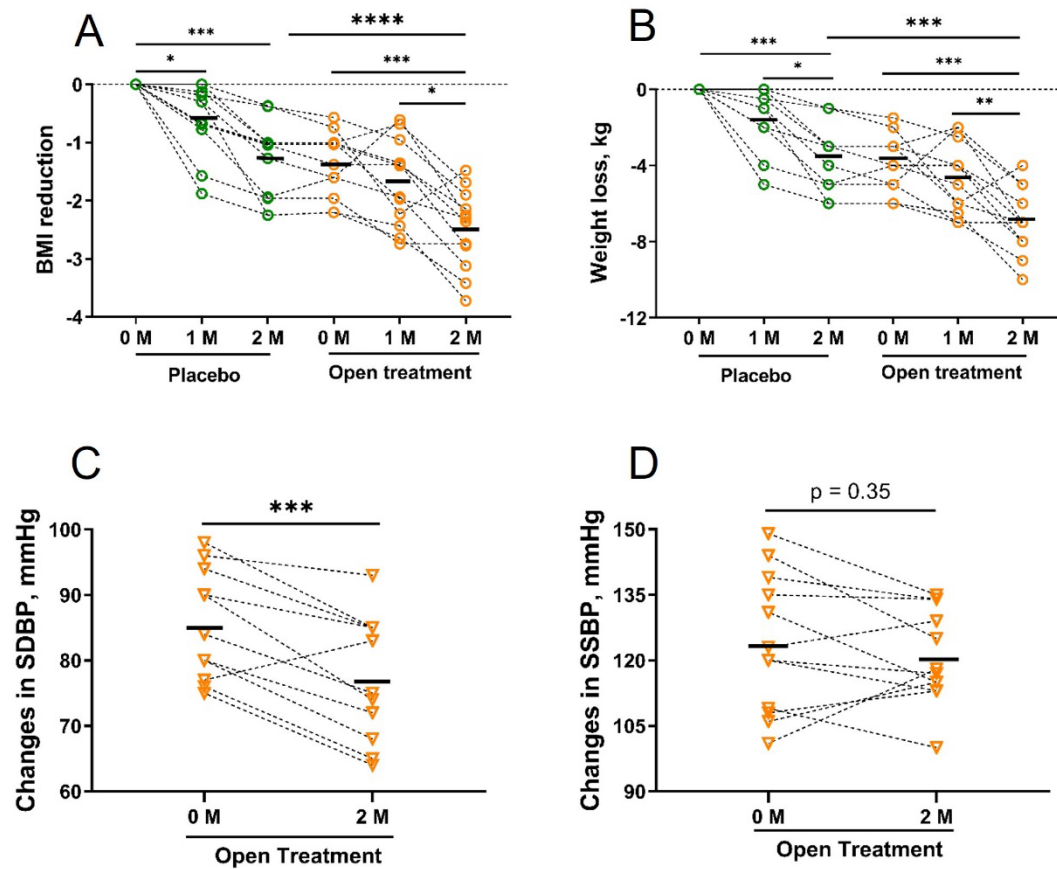 A
***
****
*
***
*
BMI reduction
0
-1
-2
-3
-4
0 M 1 M 2 M 0 M 1 M 2 M
Placebo Open treatment
B
***
***
*
***
**
Weight loss, kg
0
-4
-8
-12
0 M 1 M 2 M 0 M 1 M 2 M
Placebo Open treatment
C
***
Changes in SDBP, mmHg
100
90
80
70
60
0 M 2 M
Open Treatment
D
p = 0.35
Changes in SSBP, mmHg
150
135
120
105
90
0 M 2 M
Open Treatment